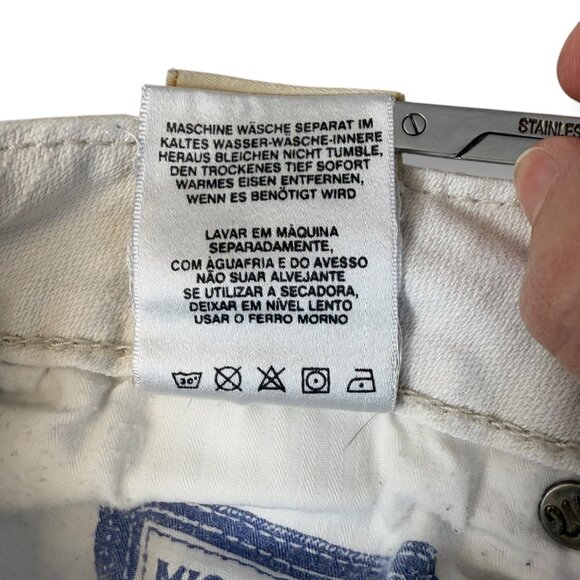 MASCHINE WÄSCHE SEPARAT IM
KALTES WASSER-WÄSCHE-INNERE
HERAUS BLEICHEN NICHT TUMBLE,
DEN TROCKENES TIEF SOFORT
WARMES EISEN ENTFERNEN,
WENN ES BENÖTIGT WIRD
LAVAR EM MÀQUINA
SEPARADAMENTE,
COM ÁGUAFRIA E DO AVESSO
NÃO SUAR ALVEJANTE
SE UTILIZAR A SECADORA,
DEIXAR EM NÍVEL LENTO
USAR O FERRO MORNO
30°
STAINLES